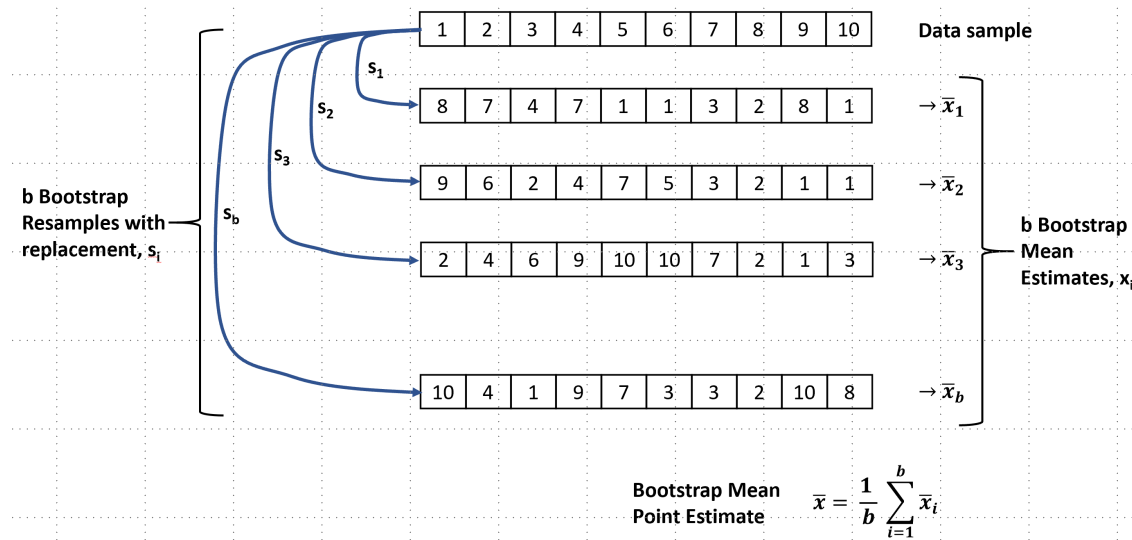 1 2 3 4 5 6 7 8 9 10 Data sample
s₁
8 7 4 7 1 1 3 2 8 1 → x̅₁
s₂
s₃
9 6 2 4 7 5 3 2 1 1 → x̅₂
b Bootstrap
Resamples with
replacement, sᵢ
s_b
2 4 6 9 10 10 7 2 1 3 → x̅₃
b Bootstrap
Mean
Estimates, xᵢ
10 4 1 9 7 3 3 2 10 8 → x̅_b
Bootstrap Mean
Point Estimate
x̅ = 1/b ∑_{i=1}^{b} x̅ᵢ